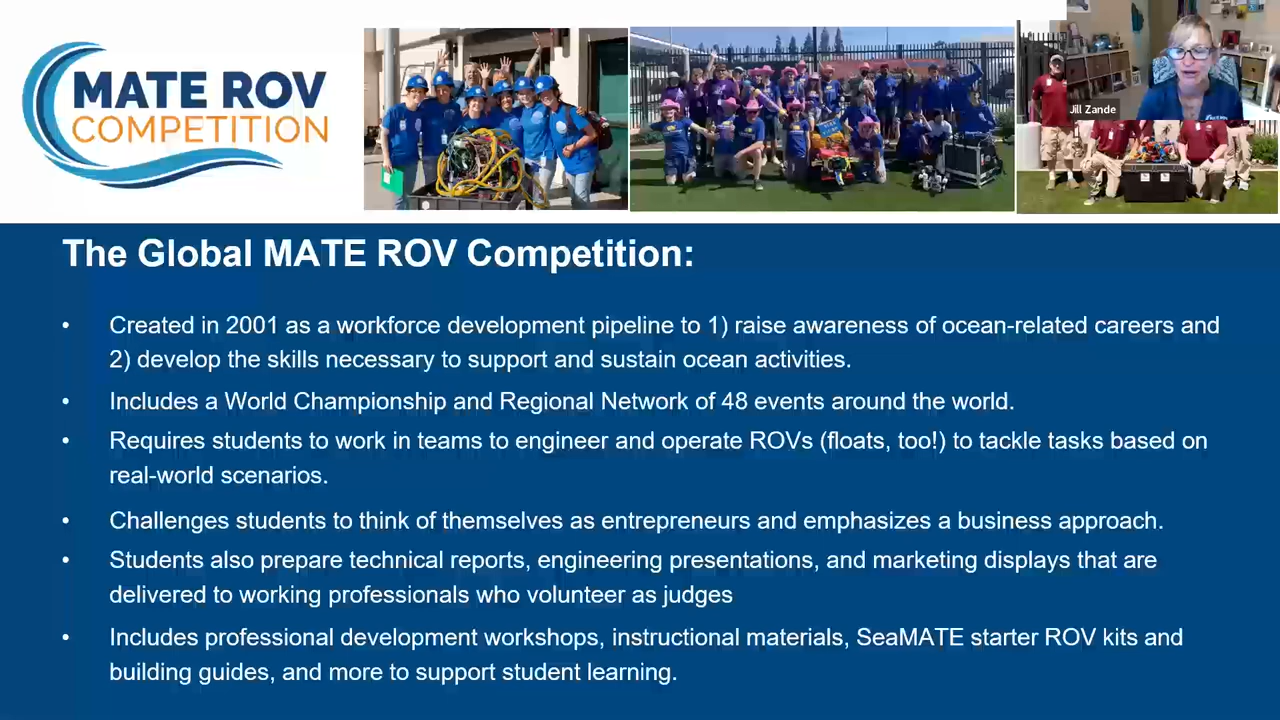 MATE ROV
COMPETITION
Jill Zande
The Global MATE ROV Competition:
• Created in 2001 as a workforce development pipeline to 1) raise awareness of ocean-related careers and
2) develop the skills necessary to support and sustain ocean activities.
• Includes a World Championship and Regional Network of 48 events around the world.
• Requires students to work in teams to engineer and operate ROVs (floats, too!) to tackle tasks based on
real-world scenarios.
• Challenges students to think of themselves as entrepreneurs and emphasizes a business approach.
• Students also prepare technical reports, engineering presentations, and marketing displays that are
delivered to working professionals who volunteer as judges
• Includes professional development workshops, instructional materials, SeaMATE starter ROV kits and
building guides, and more to support student learning.